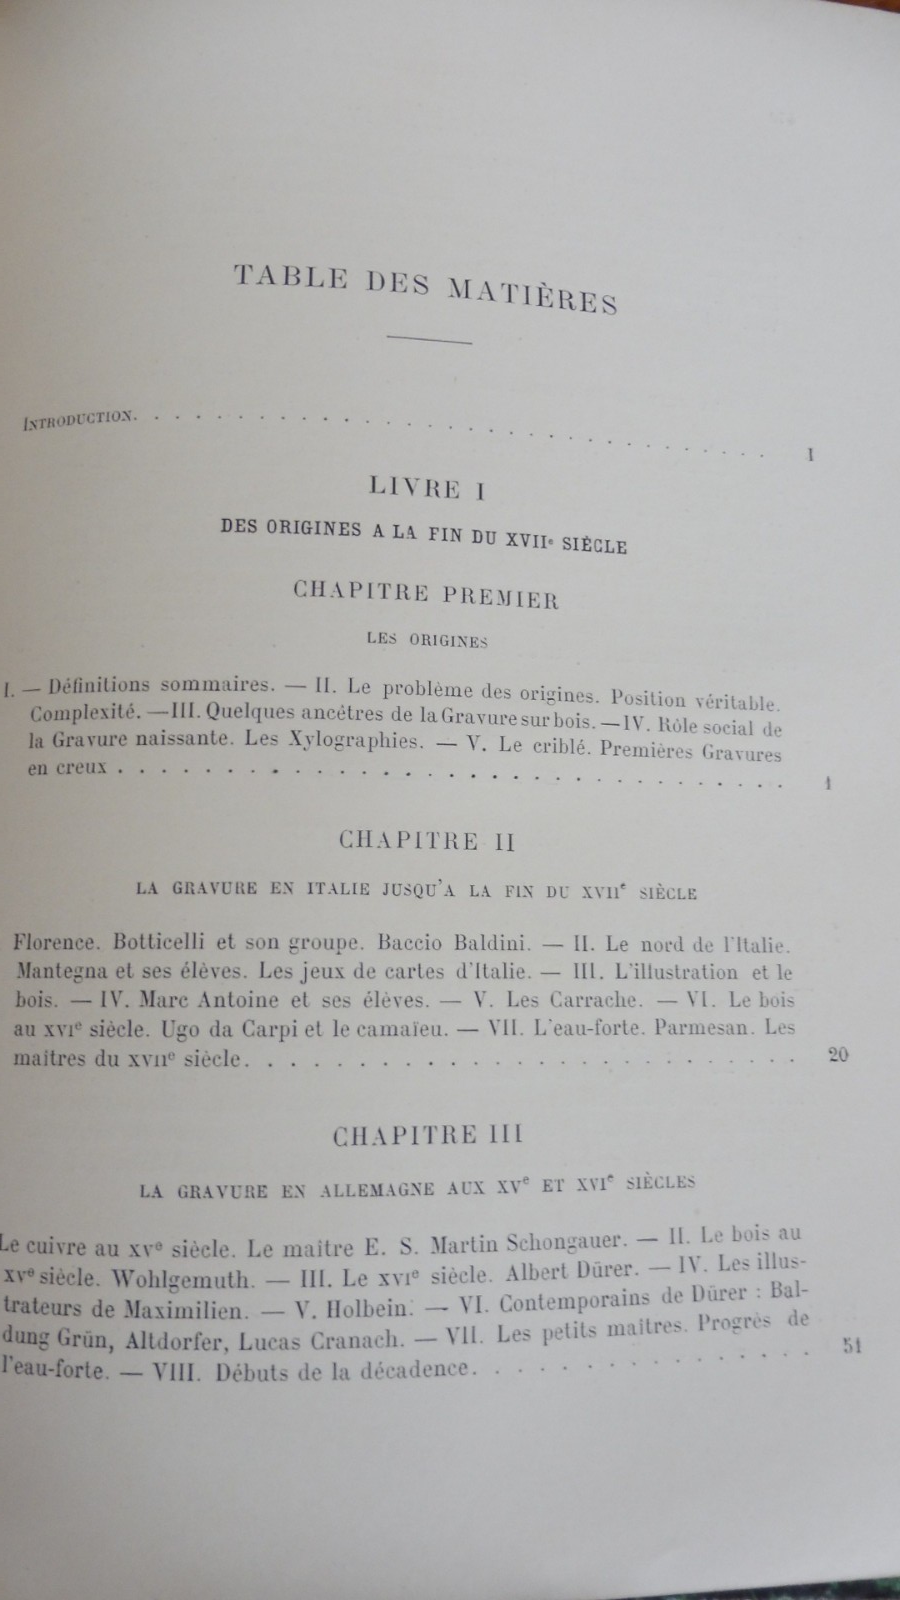 TABLE DES MATIÈRES
INTRODUCTION. . . . . . . . . . . . . . . . . . . . . . . . . I
LIVRE I
DES ORIGINES A LA FIN DU XVIIe SIÈCLE
CHAPITRE PREMIER
LES ORIGINES
I. — Définitions sommaires. — II. Le problème des origines. Position véritable.
Complexité. — III. Quelques ancêtres de la Gravure sur bois. — IV. Rôle social de
la Gravure naissante. Les Xylographies. — V. Le criblé. Premières Gravures
en creux . . . . . . . . . . . . . . . . . . . . . . . . . . 1
CHAPITRE II
LA GRAVURE EN ITALIE JUSQU'A LA FIN DU XVIIe SIÈCLE
Florence. Botticelli et son groupe. Baccio Baldini. — II. Le nord de l'Italie.
Mantegna et ses élèves. Les jeux de cartes d'Italie. — III. L'illustration et le
bois. — IV. Marc Antoine et ses élèves. — V. Les Carrache. — VI. Le bois
au XVIe siècle. Ugo da Carpi et le camaïeu. — VII. L'eau-forte. Parmesan. Les
maîtres du XVIIe siècle. . . . . . . . . . . . . . . . . . . . . . . . . 20
CHAPITRE III
LA GRAVURE EN ALLEMAGNE AUX XVe ET XVIe SIÈCLES
Le cuivre au XVe siècle. Le maître E. S. Martin Schongauer. — II. Le bois au
XVe siècle. Wohlgemuth. — III. Le XVIe siècle. Albert Dürer. — IV. Les illus-
trateurs de Maximilien. — V. Holbein. — VI. Contemporains de Dürer : Bal-
dung Grün, Altdorfer, Lucas Cranach. — VII. Les petits maîtres. Progrès de
l'eau-forte. — VIII. Débuts de la décadence. . . . . . . . . . . . . . . . 51